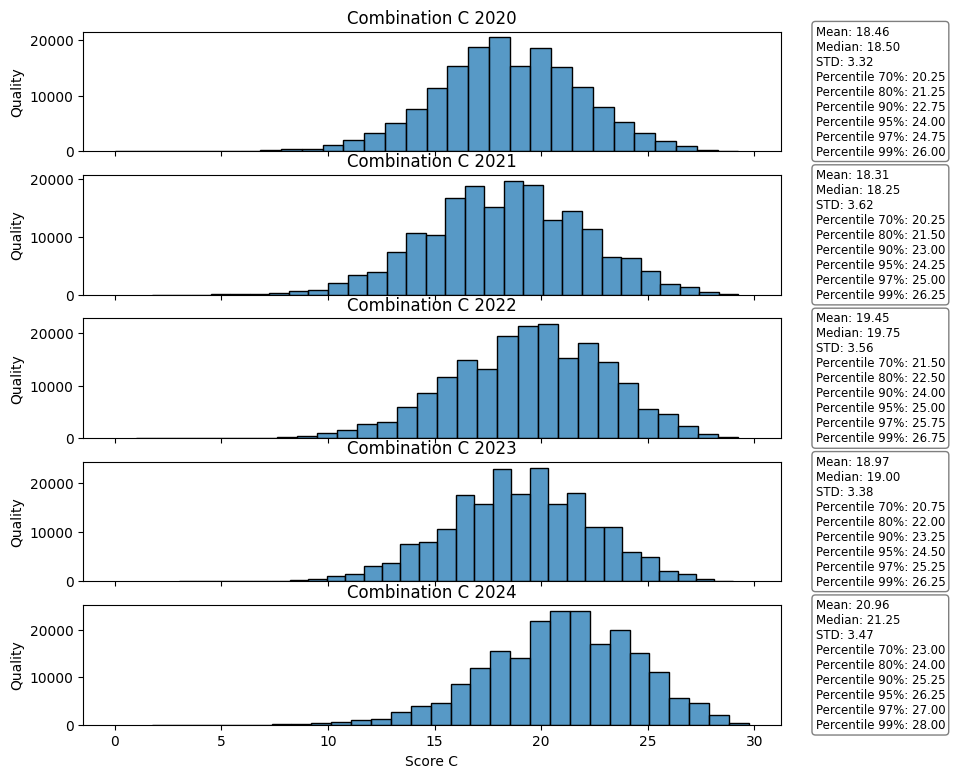 Combination C 2020
20000
10000
0
Quality
Mean: 18.46
Median: 18.50
STD: 3.32
Percentile 70%: 20.25
Percentile 80%: 21.25
Percentile 90%: 22.75
Percentile 95%: 24.00
Percentile 97%: 24.75
Percentile 99%: 26.00
Combination C 2021
20000
10000
0
Quality
Mean: 18.31
Median: 18.25
STD: 3.62
Percentile 70%: 20.25
Percentile 80%: 21.50
Percentile 90%: 23.00
Percentile 95%: 24.25
Percentile 97%: 25.00
Percentile 99%: 26.25
Combination C 2022
20000
10000
0
Quality
Mean: 19.45
Median: 19.75
STD: 3.56
Percentile 70%: 21.50
Percentile 80%: 22.50
Percentile 90%: 24.00
Percentile 95%: 25.00
Percentile 97%: 25.75
Percentile 99%: 26.75
Combination C 2023
20000
10000
0
Quality
Mean: 18.97
Median: 19.00
STD: 3.38
Percentile 70%: 20.75
Percentile 80%: 22.00
Percentile 90%: 23.25
Percentile 95%: 24.50
Percentile 97%: 25.25
Percentile 99%: 26.25
Combination C 2024
20000
10000
0
Quality
Mean: 20.96
Median: 21.25
STD: 3.47
Percentile 70%: 23.00
Percentile 80%: 24.00
Percentile 90%: 25.25
Percentile 95%: 26.25
Percentile 97%: 27.00
Percentile 99%: 28.00
0 5 10 15 20 25 30
Score C